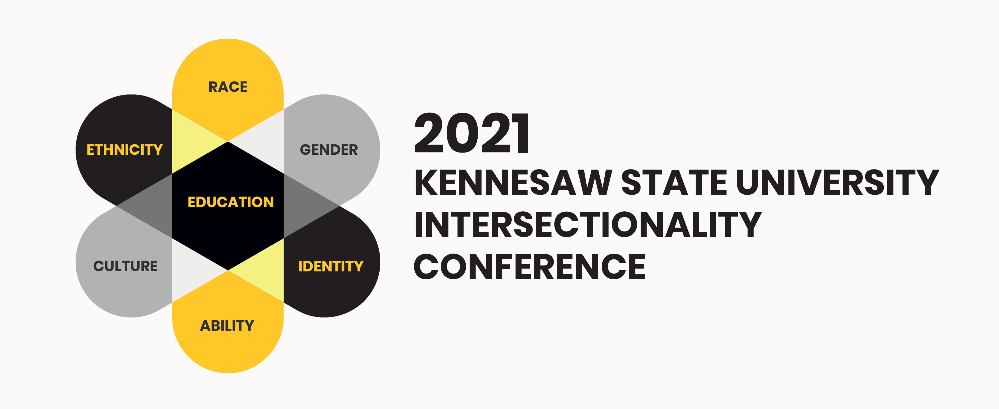 RACE
ETHNICITY
GENDER
EDUCATION
CULTURE
IDENTITY
ABILITY
2021
KENNESAW STATE UNIVERSITY
INTERSECTIONALITY
CONFERENCE